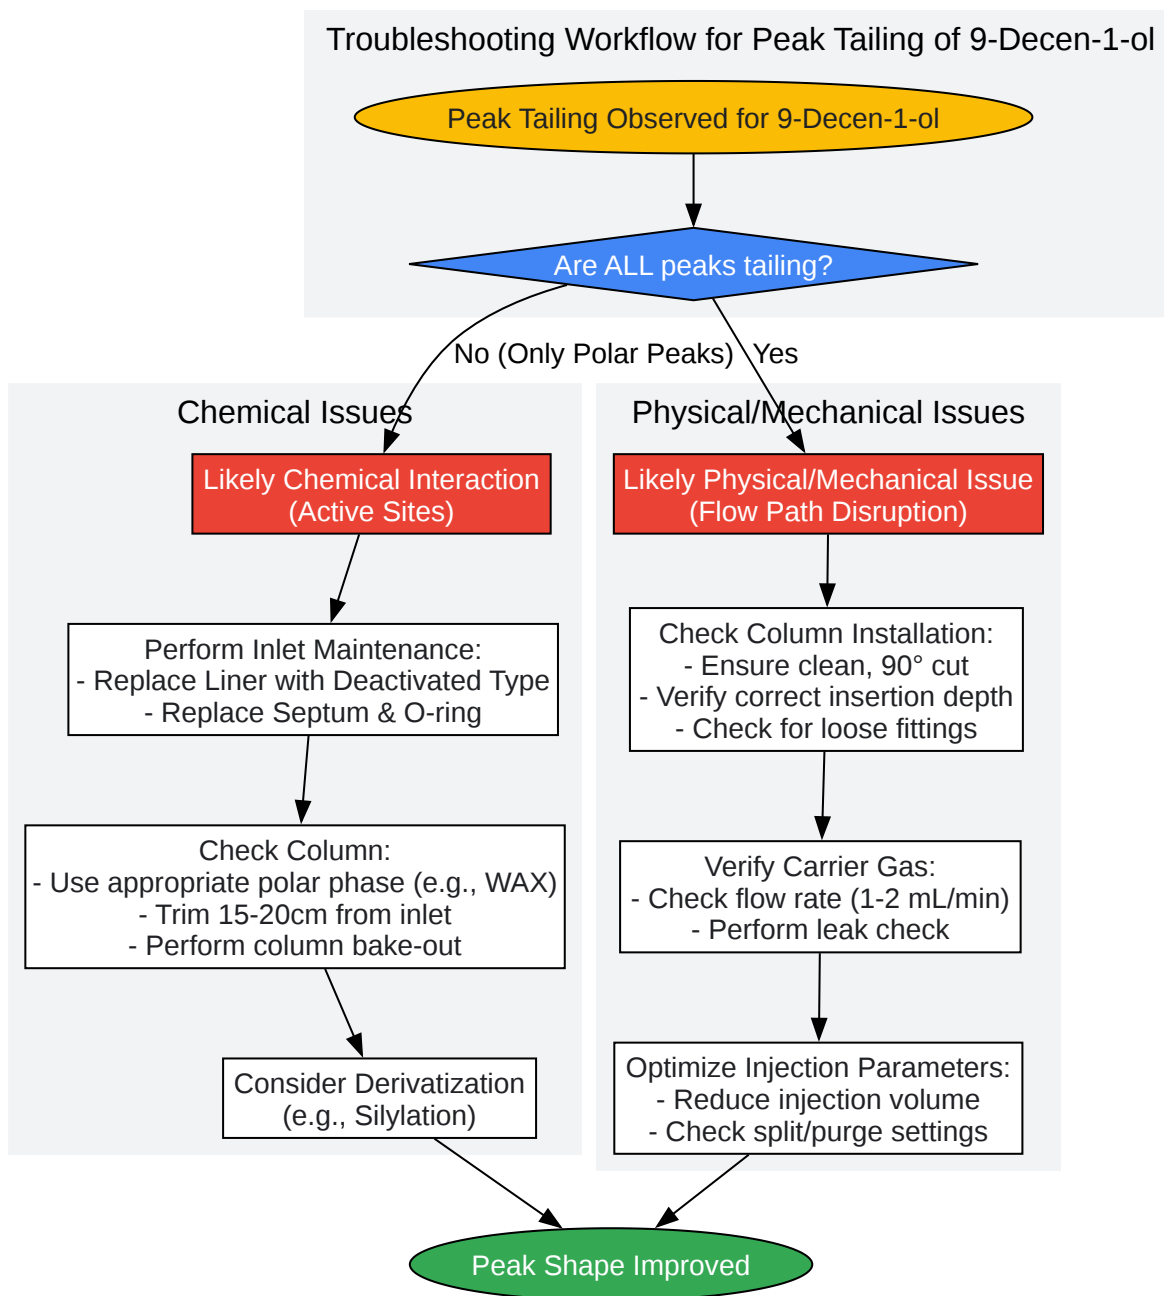 Troubleshooting Workflow for Peak Tailing of 9-Decen-1-ol
Peak Tailing Observed for 9-Decen-1-ol
Are ALL peaks tailing?
No (Only Polar Peaks)
Yes
Chemical Issues
Likely Chemical Interaction
(Active Sites)
Perform Inlet Maintenance:
- Replace Liner with Deactivated Type
- Replace Septum & O-ring
Check Column:
- Use appropriate polar phase (e.g., WAX)
- Trim 15-20cm from inlet
- Perform column bake-out
Consider Derivatization
(e.g., Silylation)
Physical/Mechanical Issues
Likely Physical/Mechanical Issue
(Flow Path Disruption)
Check Column Installation:
- Ensure clean, 90° cut
- Verify correct insertion depth
- Check for loose fittings
Verify Carrier Gas:
- Check flow rate (1-2 mL/min)
- Perform leak check
Optimize Injection Parameters:
- Reduce injection volume
- Check split/purge settings
Peak Shape Improved